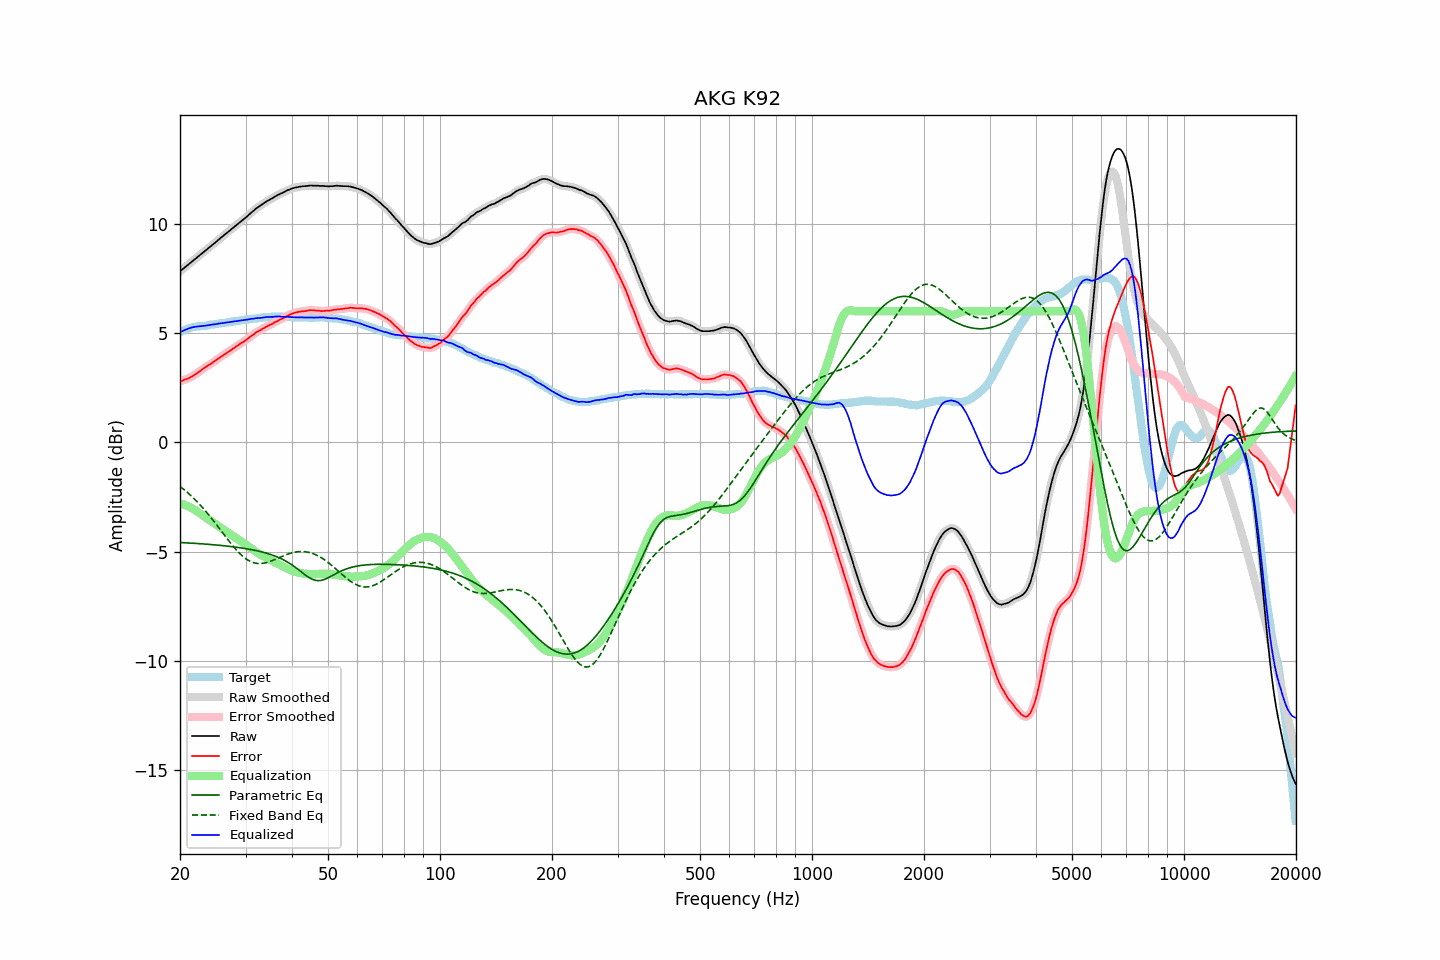 AKG K92
Amplitude (dBr)
10
5
0
−5
−10
−15
Target
Raw Smoothed
Error Smoothed
Raw
Error
Equalization
Parametric Eq
Fixed Band Eq
Equalized
20 50 100 200 500 1000 2000 5000 10000 20000
Frequency (Hz)